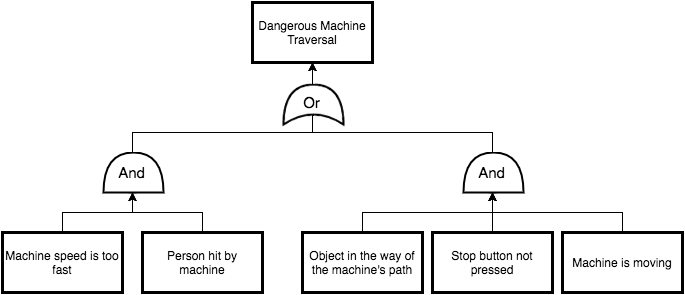 Dangerous Machine
Traversal
Or
And
And
Machine speed is too
fast
Person hit by
machine
Object in the way of
the machine's path
Stop button not
pressed
Machine is moving